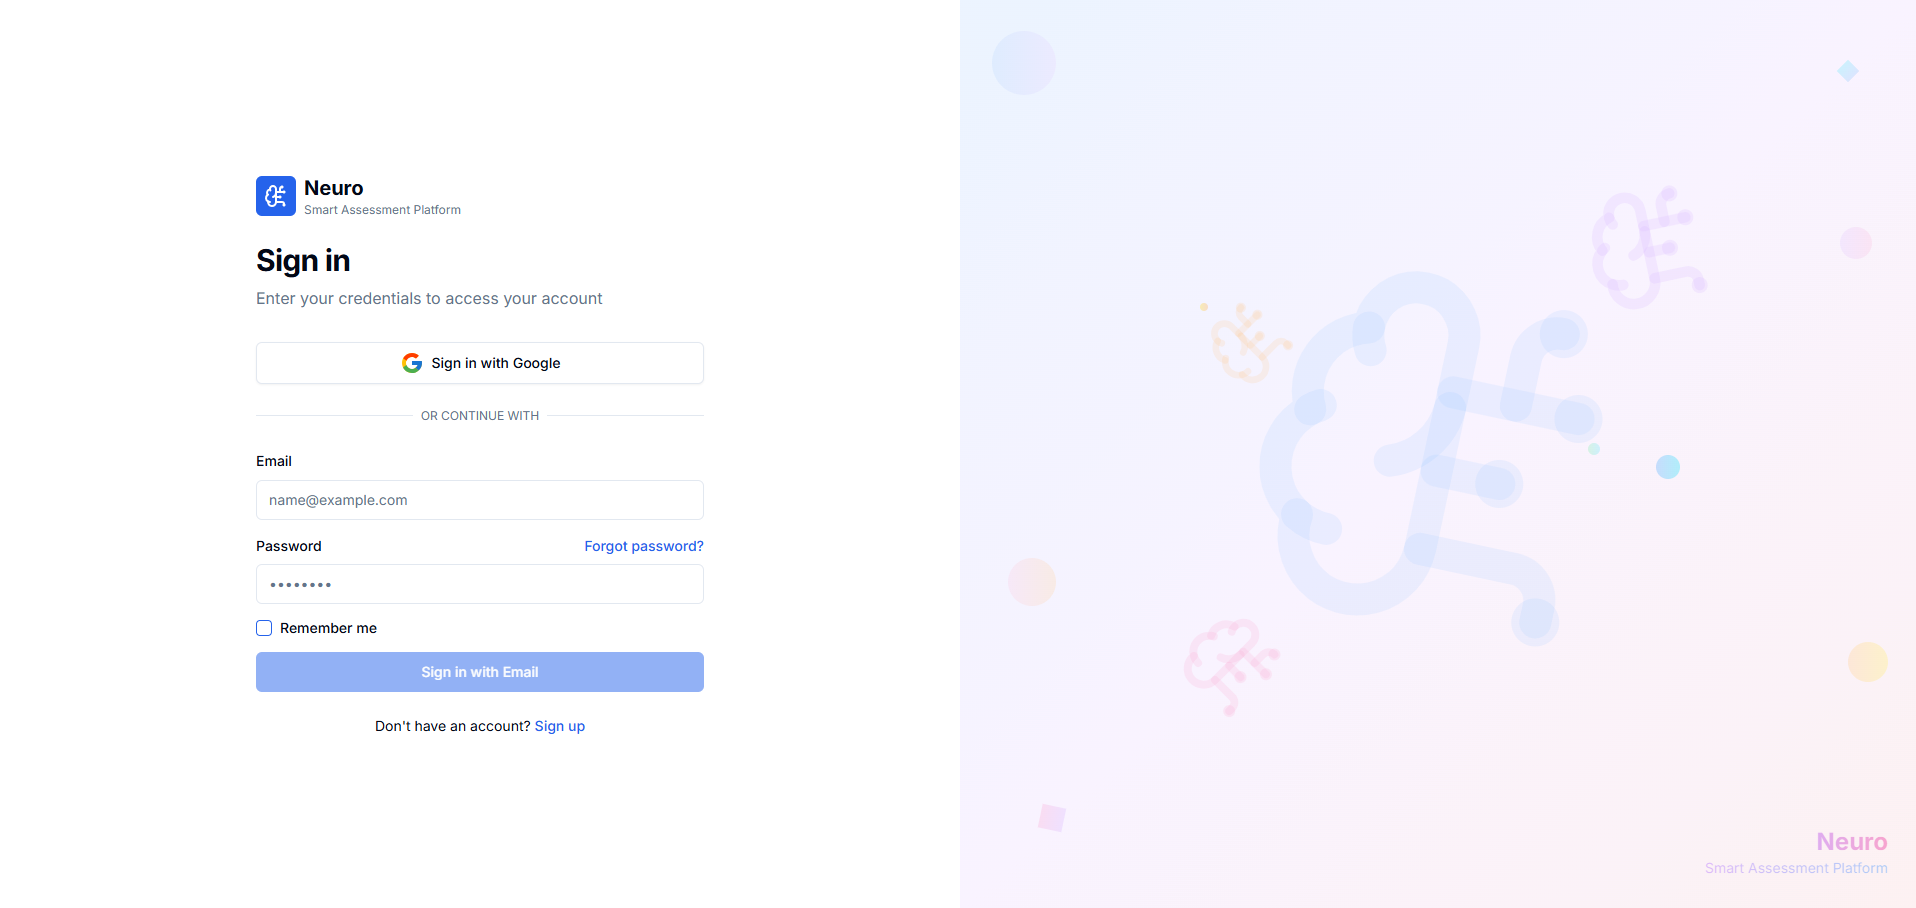 Neuro
Smart Assessment Platform
Sign in
Enter your credentials to access your account
Sign in with Google
OR CONTINUE WITH
Email
name@example.com
Password
Forgot password?
••••••••
Remember me
Sign in with Email
Don't have an account? Sign up
Neuro
Smart Assessment Platform